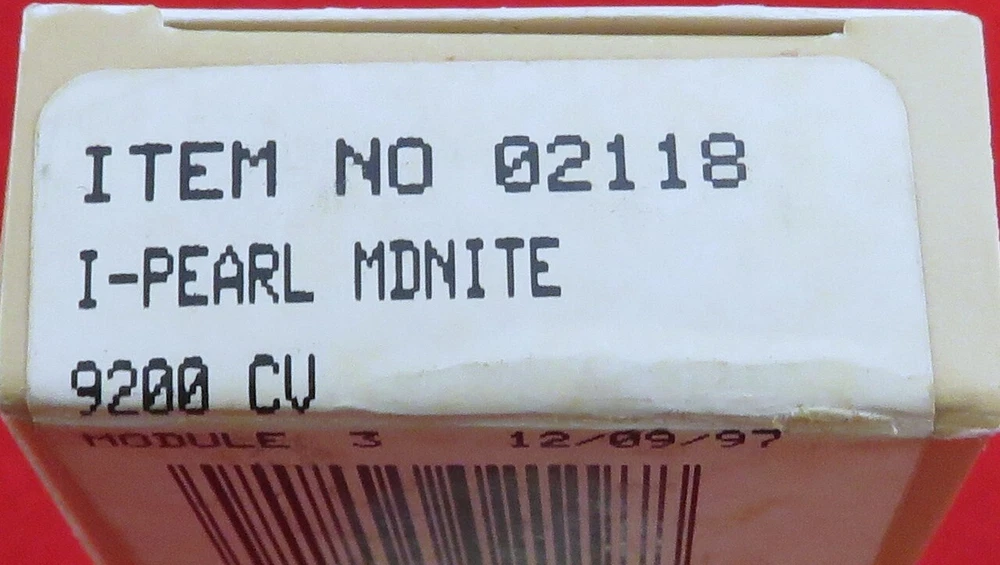 ITEM NO 02118
I-PEARL MDNITE
9200 CV
MODULE 3 12/09/97